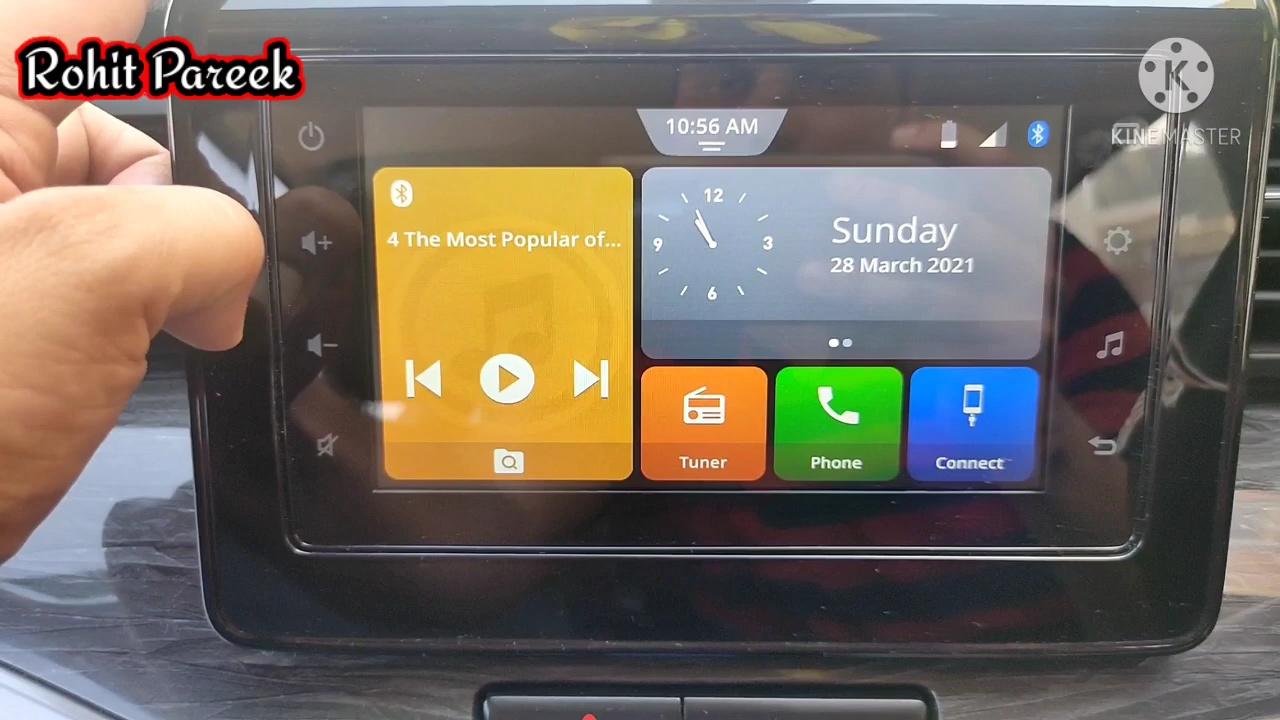 Rohit Pareek
K
KINEMASTER
10:56 AM
4 The Most Popular of...
12
9
3
6
Sunday
28 March 2021
Tuner
Phone
Connect